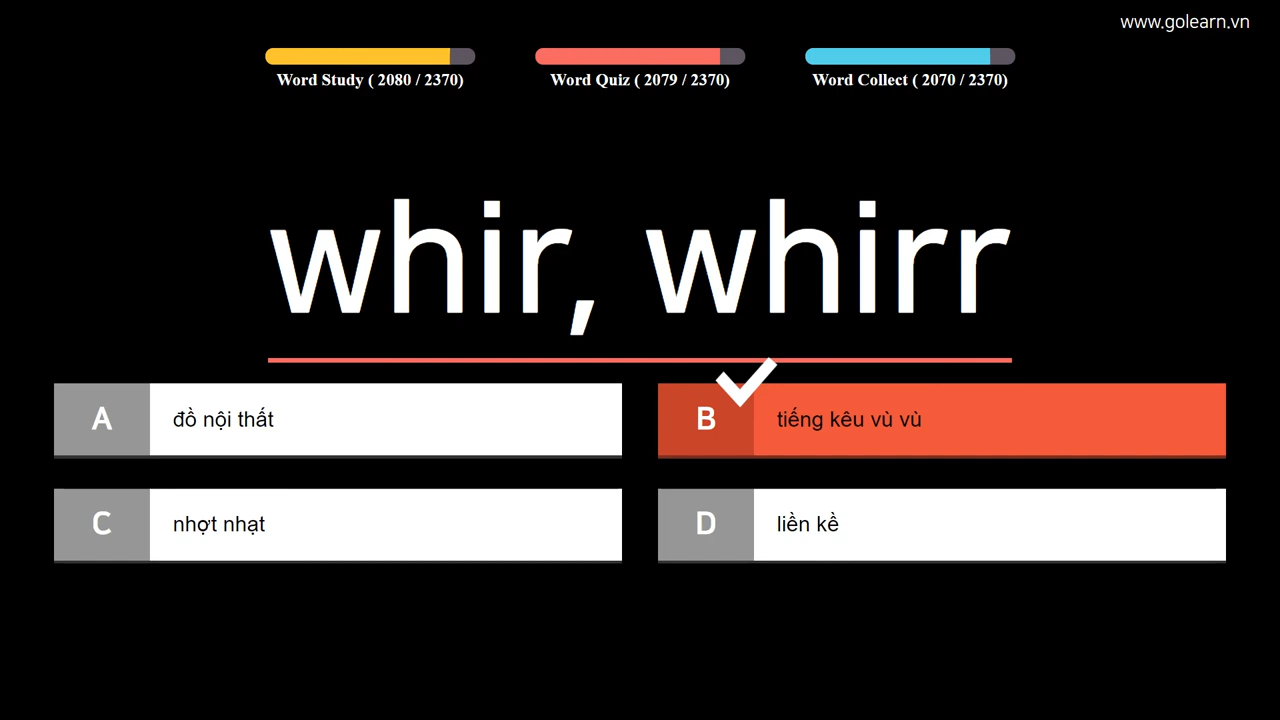 www.golearn.vn
Word Study ( 2080 / 2370)
Word Quiz ( 2079 / 2370)
Word Collect ( 2070 / 2370)
whir, whirr
A đồ nội thất
B tiếng kêu vù vù
C nhợt nhạt
D liền kề